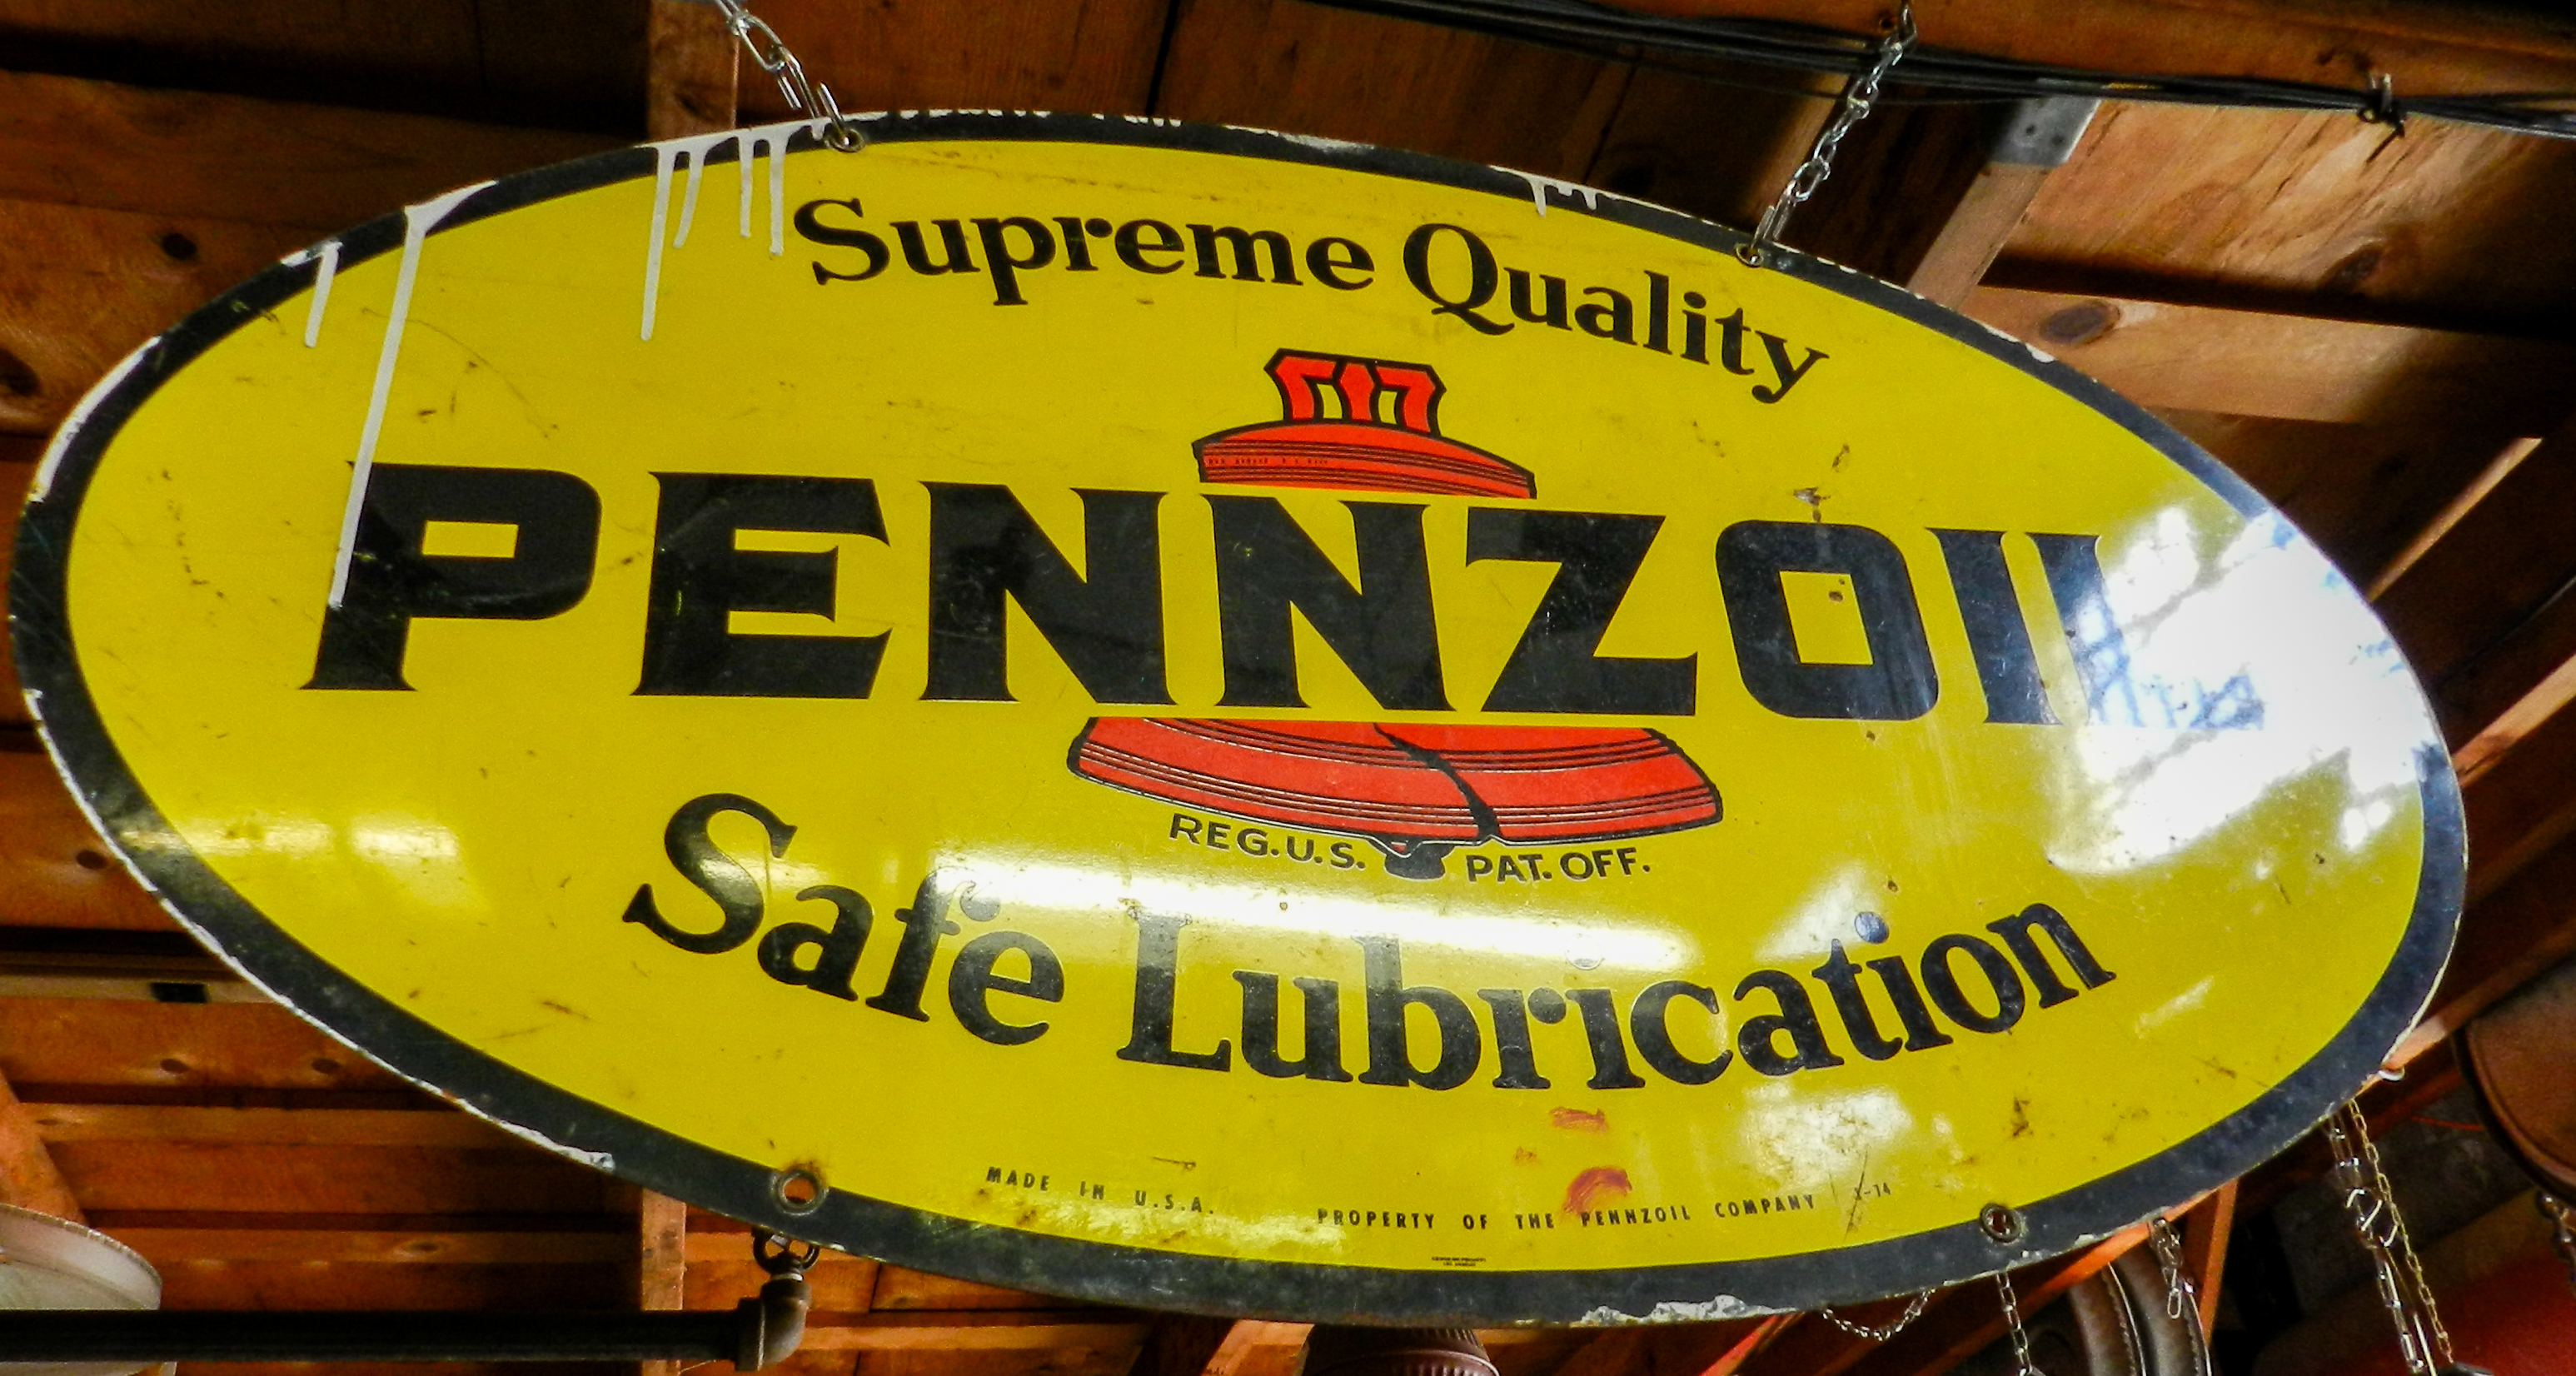 Supreme Quality
PENNZOIL
REG. U.S. PAT. OFF.
Safe Lubrication
MADE IN U.S.A. PROPERTY OF THE PENNZOIL COMPANY